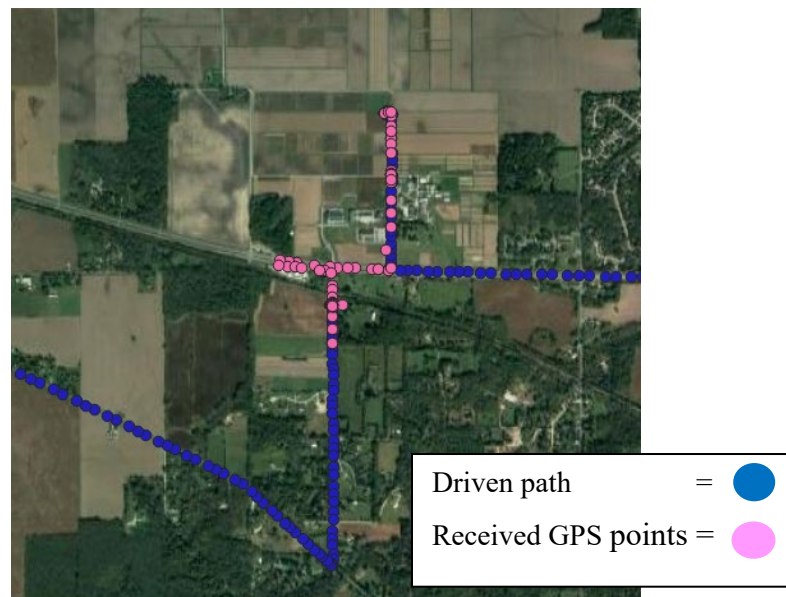 Driven path =
Received GPS points =